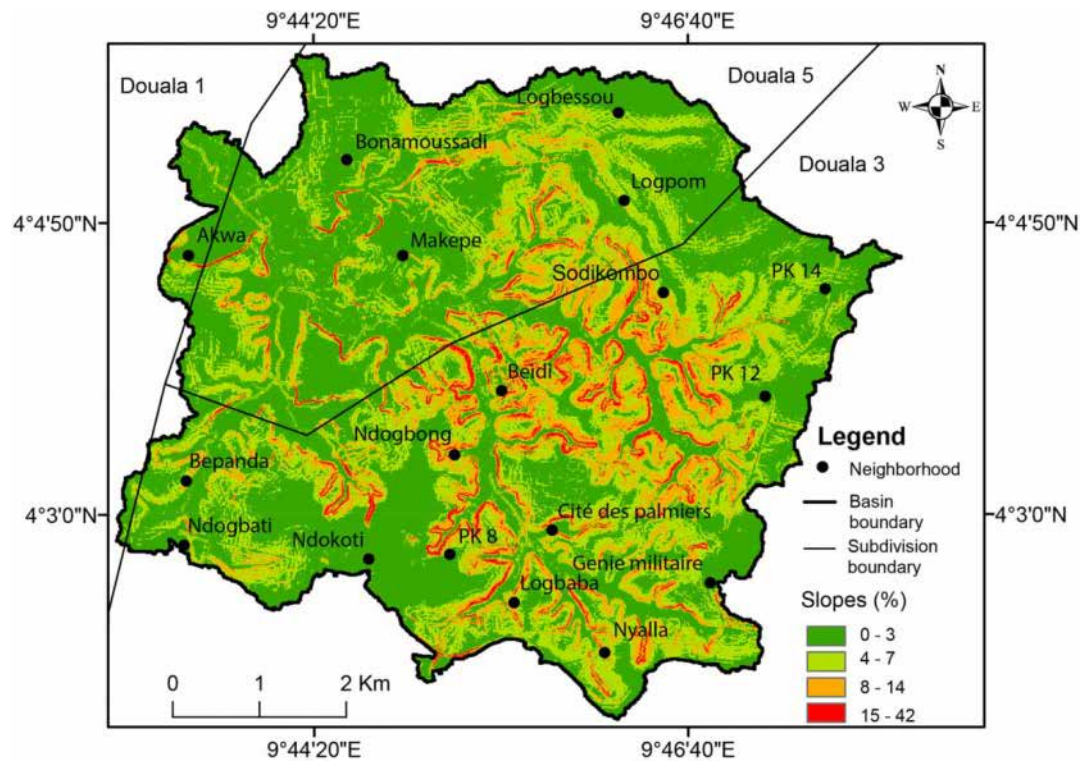 9°44'20"E
9°46'40"E
Douala 1
Douala 5
N
W
E
S
Logbessou
Bonamoussadi
Douala 3
Logpom
4°4'50"N
4°4'50"N
Akwa
Makepe
Sodikombo
PK 14
Beidi
PK 12
Legend
Ndogbong
Neighborhood
Bepanda
Basin
boundary
Cité des palmiers
4°3'0"N
4°3'0"N
Ndogbati
Ndokoti
PK 8
Subdivision
boundary
Genie militaire
Logbaba
Slopes (%)
Nyalla
0 - 3
4 - 7
8 - 14
15 - 42
0
1
2 Km
9°44'20"E
9°46'40"E